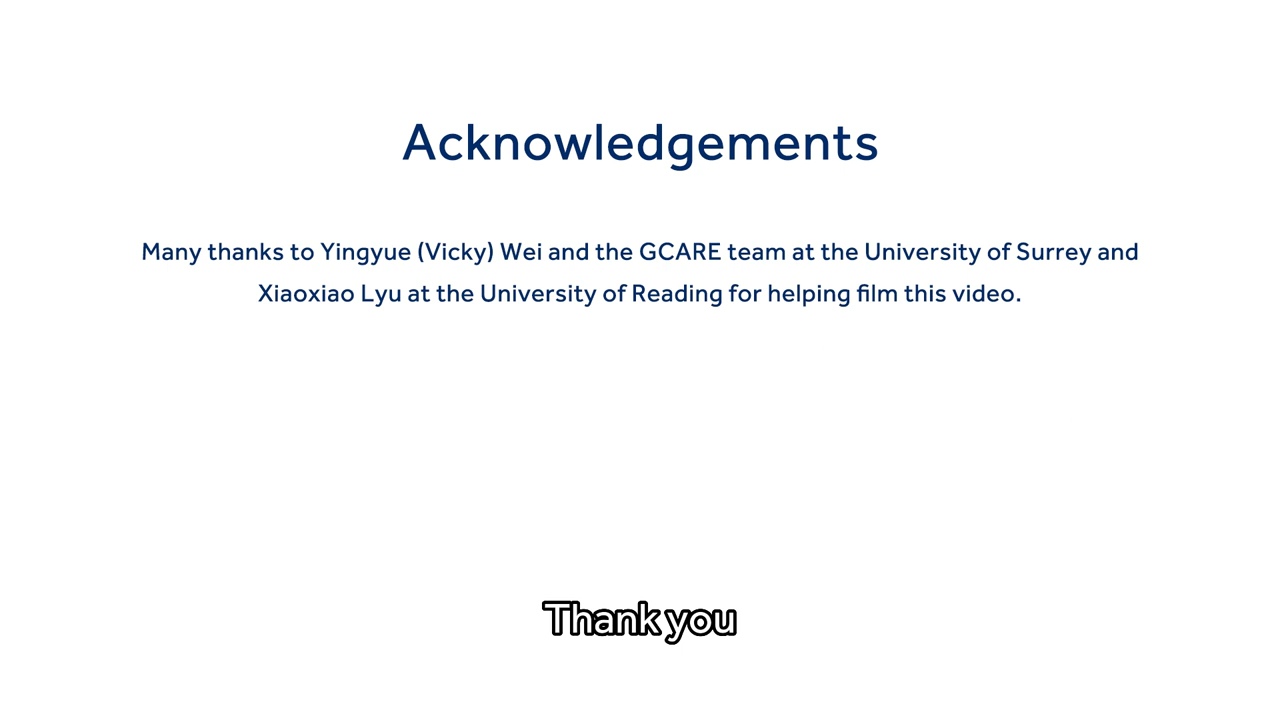 Acknowledgements
Many thanks to Yingyue (Vicky) Wei and the GCARE team at the University of Surrey and
Xiaoxiao Lyu at the University of Reading for helping film this video.
Thank you